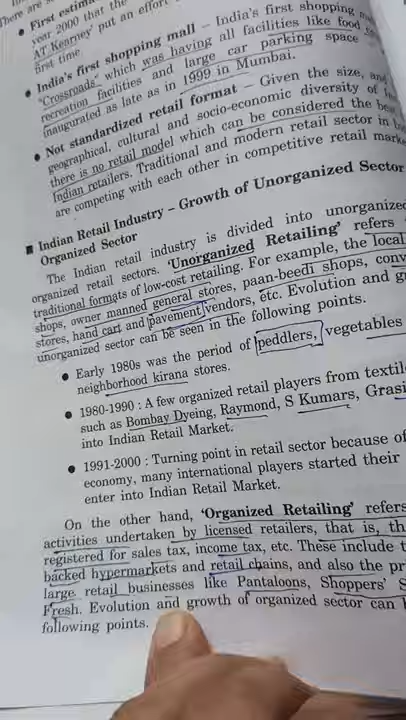 There are
• First estim
year 2000 that the
AT Kearney put an effort
first time
• India's first shopping mall – India's first shopping
"Crossroads" which was having all facilities like food
recreation facilities and large car parking space
inaugurated as late as in 1999 in Mumbai.
• Not standardized retail format – Given the size, and
geographical, cultural and socio-economic diversity of
there is no retail model which can be considered the
Indian retailers. Traditional and modern retail sector in
are competing with each other in competitive retail
■ Indian Retail Industry – Growth of Unorganized Sector
Organized Sector
The Indian retail industry is divided into unorganized
organized retail sectors. 'Unorganized Retailing' refers
traditional formats of low-cost retailing. For example, the local
shops, owner manned general stores, paan-beedi shops, conv
stores, hand cart and pavement vendors, etc. Evolution and
unorganized sector can be seen in the following points.
• Early 1980s was the period of peddlers, vegetables
neighborhood kirana stores.
• 1980-1990 : A few organized retail players from textil
such as Bombay Dyeing, Raymond, S Kumars, Grasi
into Indian Retail Market.
• 1991-2000 : Turning point in retail sector because of
economy, many international players started their
enter into Indian Retail Market.
On the other hand, 'Organized Retailing' refers
activities undertaken by licensed retailers, that is, th
registered for sales tax, income tax, etc. These include t
backed hypermarkets and retail chains, and also the pr
large retail businesses like Pantaloons, Shoppers' S
Fresh. Evolution and growth of organized sector can
following points.